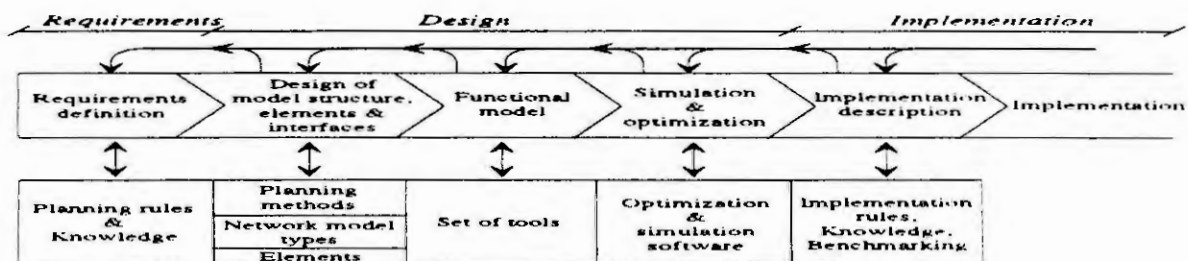 Requirements Design Implementation
Requirements
definition
Design of
model structure,
elements &
interfaces
Functional
model
Simulation
&
optimization
Implementation
description
Implementation
Planning rules
&
Knowledge
Planning
methods
Network model
types
Elements
Set of tools
Optimization
&
simulation
software
Implementation
rules,
Knowledge,
Benchmarking